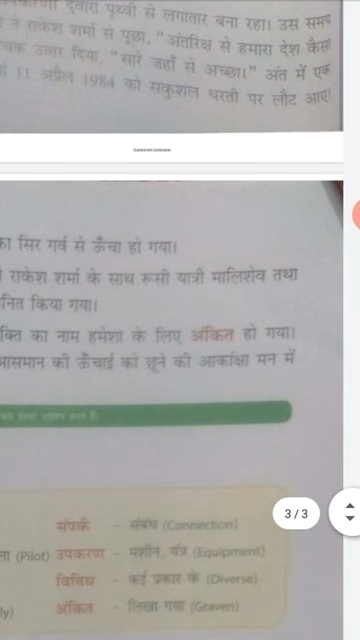 द्वारा पृथ्वी से लगातार बना रहा। उस समय
ने राकेश शर्मा से पूछा, "अंतरिक्ष से हमारा देश कैसा
उत्तर दिया, "सारे जहाँ से अच्छा।" अंत में एक
11 अप्रैल 1984 को सकुशल धरती पर लौट आए।
का सिर गर्व से ऊँचा हो गया।
राकेश शर्मा के साथ रूसी यात्री मालिशेव तथा
नित किया गया।
क्ति का नाम हमेशा के लिए अंकित हो गया।
आसमान की ऊँचाई को छूने की आकांक्षा मन में
3 / 3
संपर्क – संबंध (Connection)
ला (Pilot) उपकरण – मशीन, यंत्र (Equipment)
विविध – कई प्रकार के (Diverse)
ly) अंकित – लिखा गया (Graven)